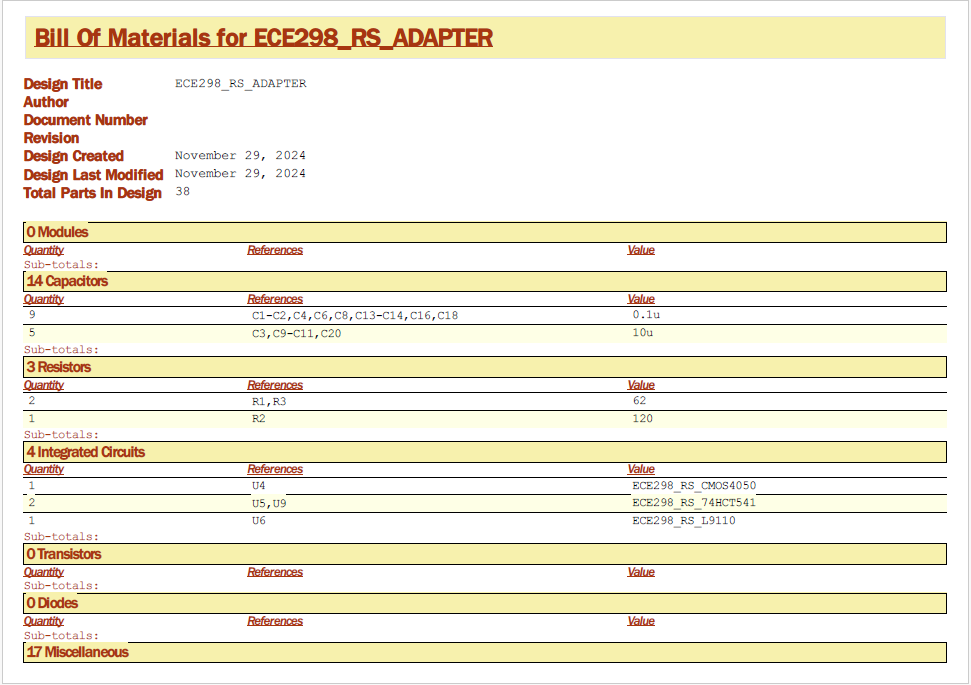 Bill Of Materials for ECE298_RS_ADAPTER
Design Title ECE298_RS_ADAPTER
Author
Document Number
Revision
Design Created November 29, 2024
Design Last Modified November 29, 2024
Total Parts In Design 38
0 Modules
Quantity References Value
Sub-totals:
14 Capacitors
Quantity References Value
9 C1-C2,C4,C6,C8,C13-C14,C16,C18 0.1u
5 C3,C9-C11,C20 10u
Sub-totals:
3 Resistors
Quantity References Value
2 R1,R3 62
1 R2 120
Sub-totals:
4 Integrated Circuits
Quantity References Value
1 U4 ECE298_RS_CMOS4050
2 U5,U9 ECE298_RS_74HCT541
1 U6 ECE298_RS_L9110
Sub-totals:
0 Transistors
Quantity References Value
Sub-totals:
0 Diodes
Quantity References Value
Sub-totals:
17 Miscellaneous